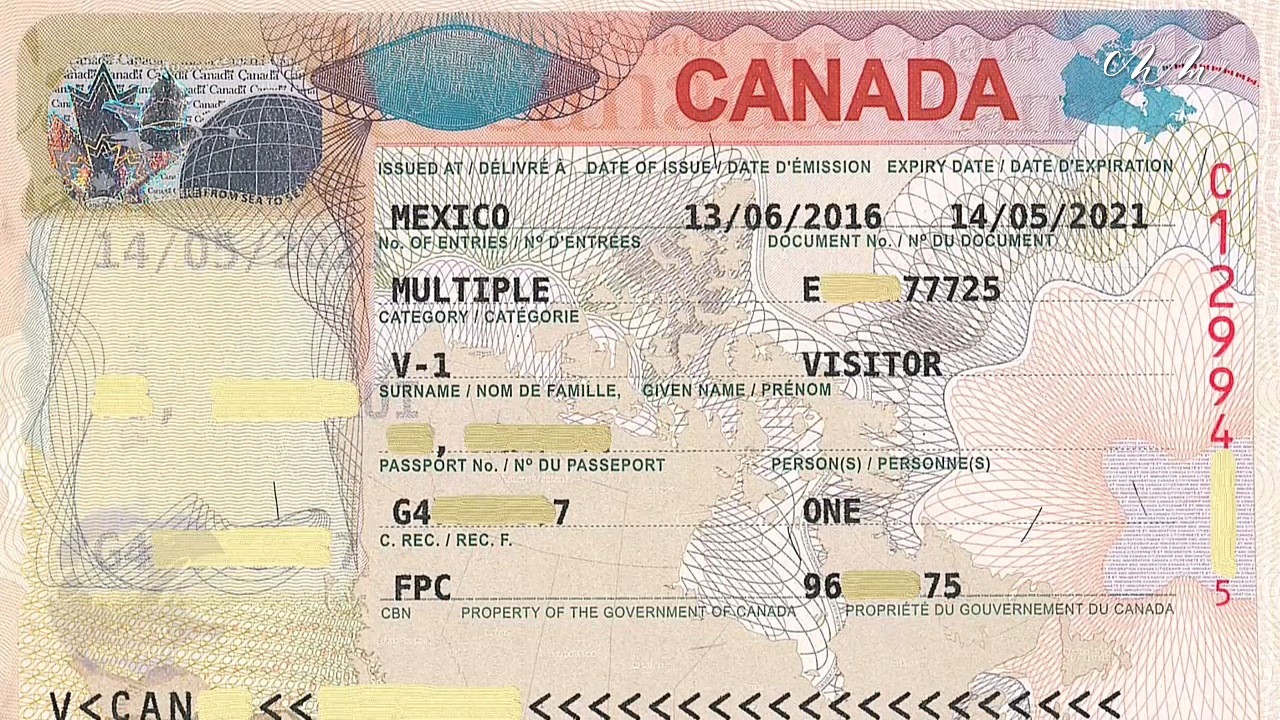 CANADA
ISSUED AT / DÉLIVRÉ À DATE OF ISSUE / DATE D'ÉMISSION EXPIRY DATE / DATE D'EXPIRATION
MEXICO 13/06/2016 14/05/2021
No. OF ENTRIES / Nº D'ENTRÉES DOCUMENT No. / Nº DU DOCUMENT
MULTIPLE E 77725
CATEGORY / CATÉGORIE
V-1 VISITOR
SURNAME / NOM DE FAMILLE, GIVEN NAME / PRÉNOM
,
PASSPORT No. / Nº DU PASSEPORT PERSON(S) / PERSONNE(S)
G4 7 ONE
C. REC. / REC. F.
FPC 96 75
CBN PROPERTY OF THE GOVERNMENT OF CANADA PROPRIÉTÉ DU GOUVERNEMENT DU CANADA
V<CAN << <<<<<<<<<<<<<<<<<<<<<<
C12994 5